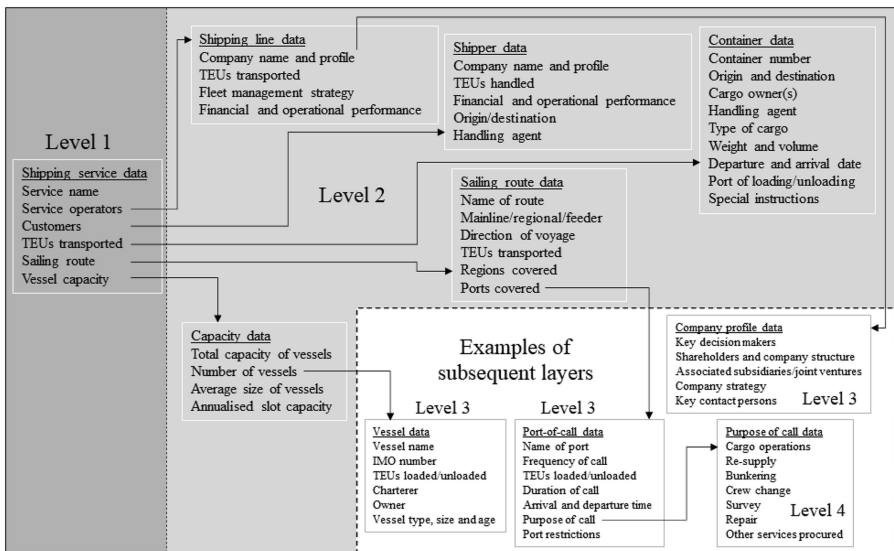 Level 1
Shipping service data
Service name
Service operators
Customers
TEUs transported
Sailing route
Vessel capacity
Level 2
Shipping line data
Company name and profile
TEUs transported
Fleet management strategy
Financial and operational performance
Shipper data
Company name and profile
TEUs handled
Financial and operational performance
Origin/destination
Handling agent
Container data
Container number
Origin and destination
Cargo owner(s)
Handling agent
Type of cargo
Weight and volume
Departure and arrival date
Port of loading/unloading
Special instructions
Sailing route data
Name of route
Mainline/regional/feeder
Direction of voyage
TEUs transported
Regions covered
Ports covered
Capacity data
Total capacity of vessels
Number of vessels
Average size of vessels
Annualised slot capacity
Examples of
subsequent layers
Company profile data
Key decision makers
Shareholders and company structure
Associated subsidiaries/joint ventures
Company strategy
Key contact persons
Level 3
Level 3
Vessel data
Vessel name
IMO number
TEUs loaded/unloaded
Charterer
Owner
Vessel type, size and age
Level 3
Port-of-call data
Name of port
Frequency of call
TEUs loaded/unloaded
Duration of call
Arrival and departure time
Purpose of call
Port restrictions
Purpose of call data
Cargo operations
Re-supply
Bunkering
Crew change
Survey
Repair
Other services procured
Level 4